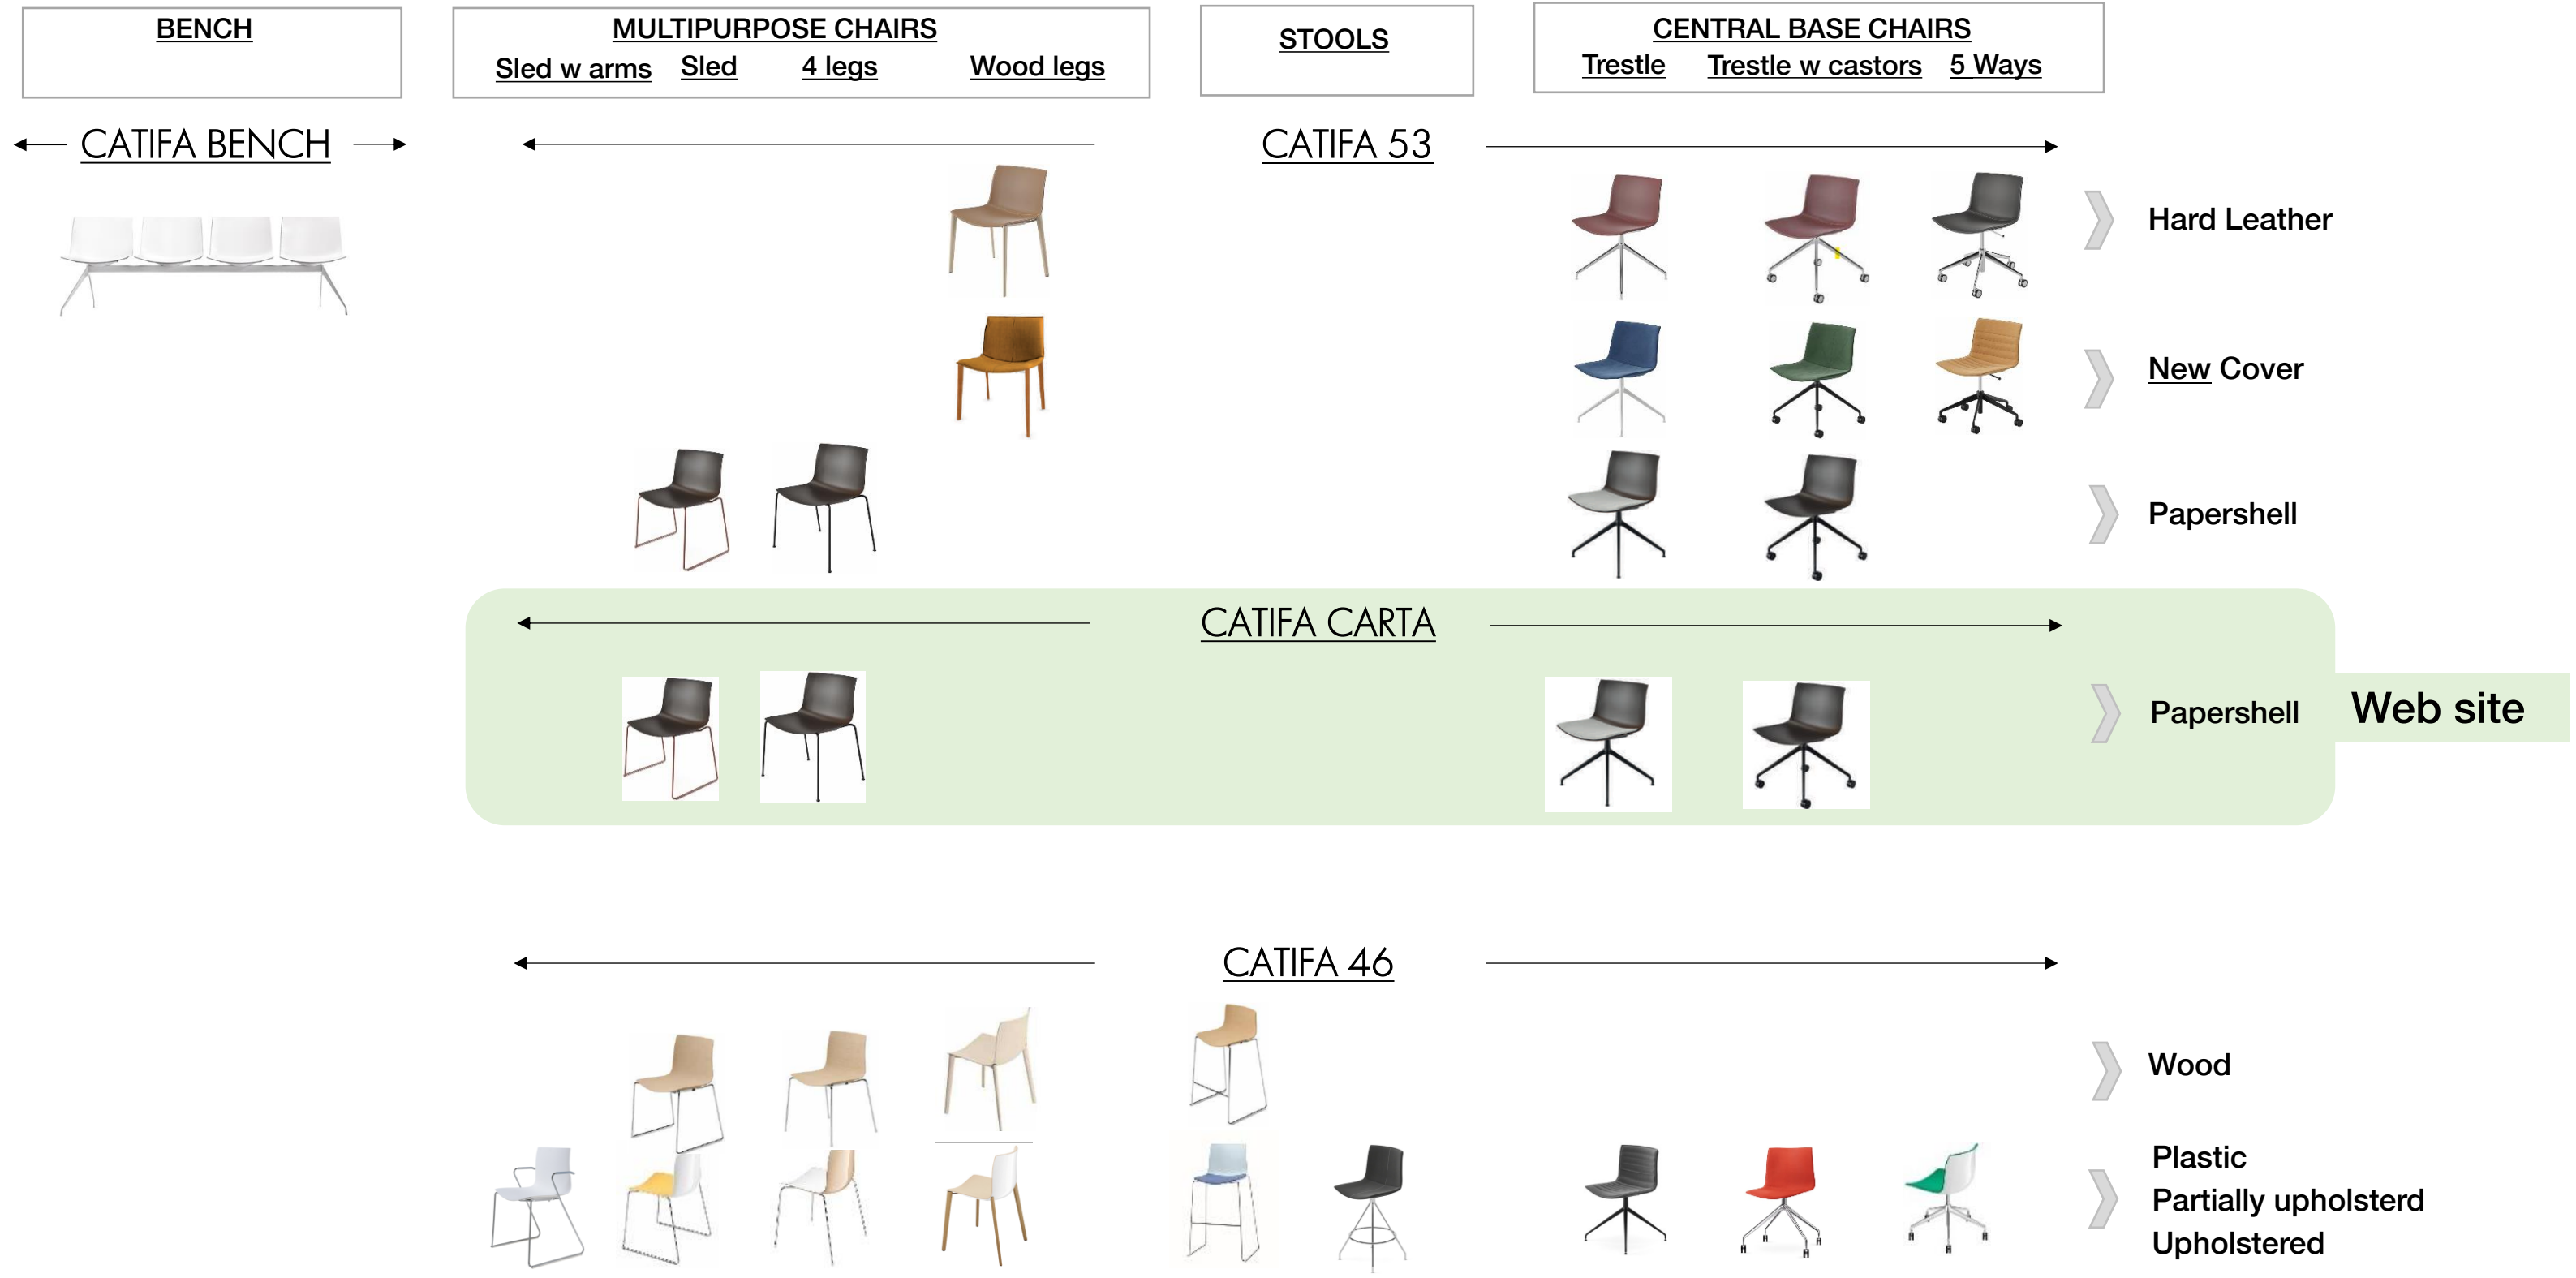 BENCH
MULTIPURPOSE CHAIRS
Sled w arms Sled 4 legs Wood legs
STOOLS
CENTRAL BASE CHAIRS
Trestle Trestle w castors 5 Ways
CATIFA BENCH
CATIFA 53
Hard Leather
New Cover
Papershell
CATIFA CARTA
Papershell
Web site
CATIFA 46
Wood
Plastic
Partially upholsterd
Upholstered